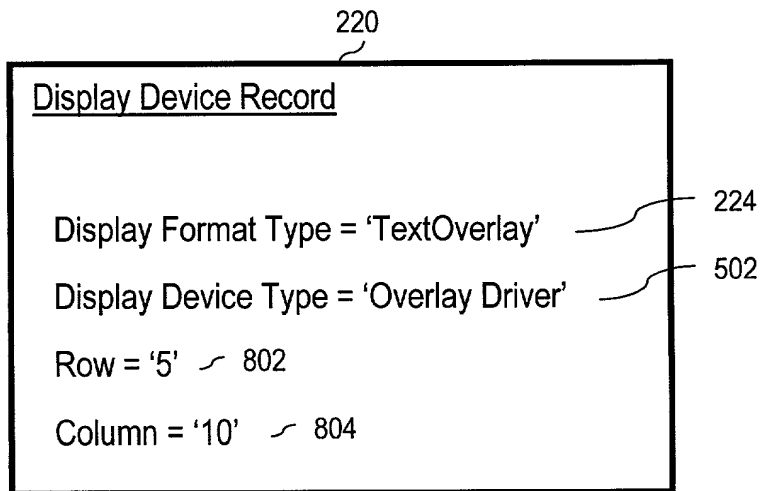 220
Display Device Record
Display Format Type = ‘TextOverlay’ 224
Display Device Type = ‘Overlay Driver’ 502
Row = ‘5’ 802
Column = ‘10’ 804